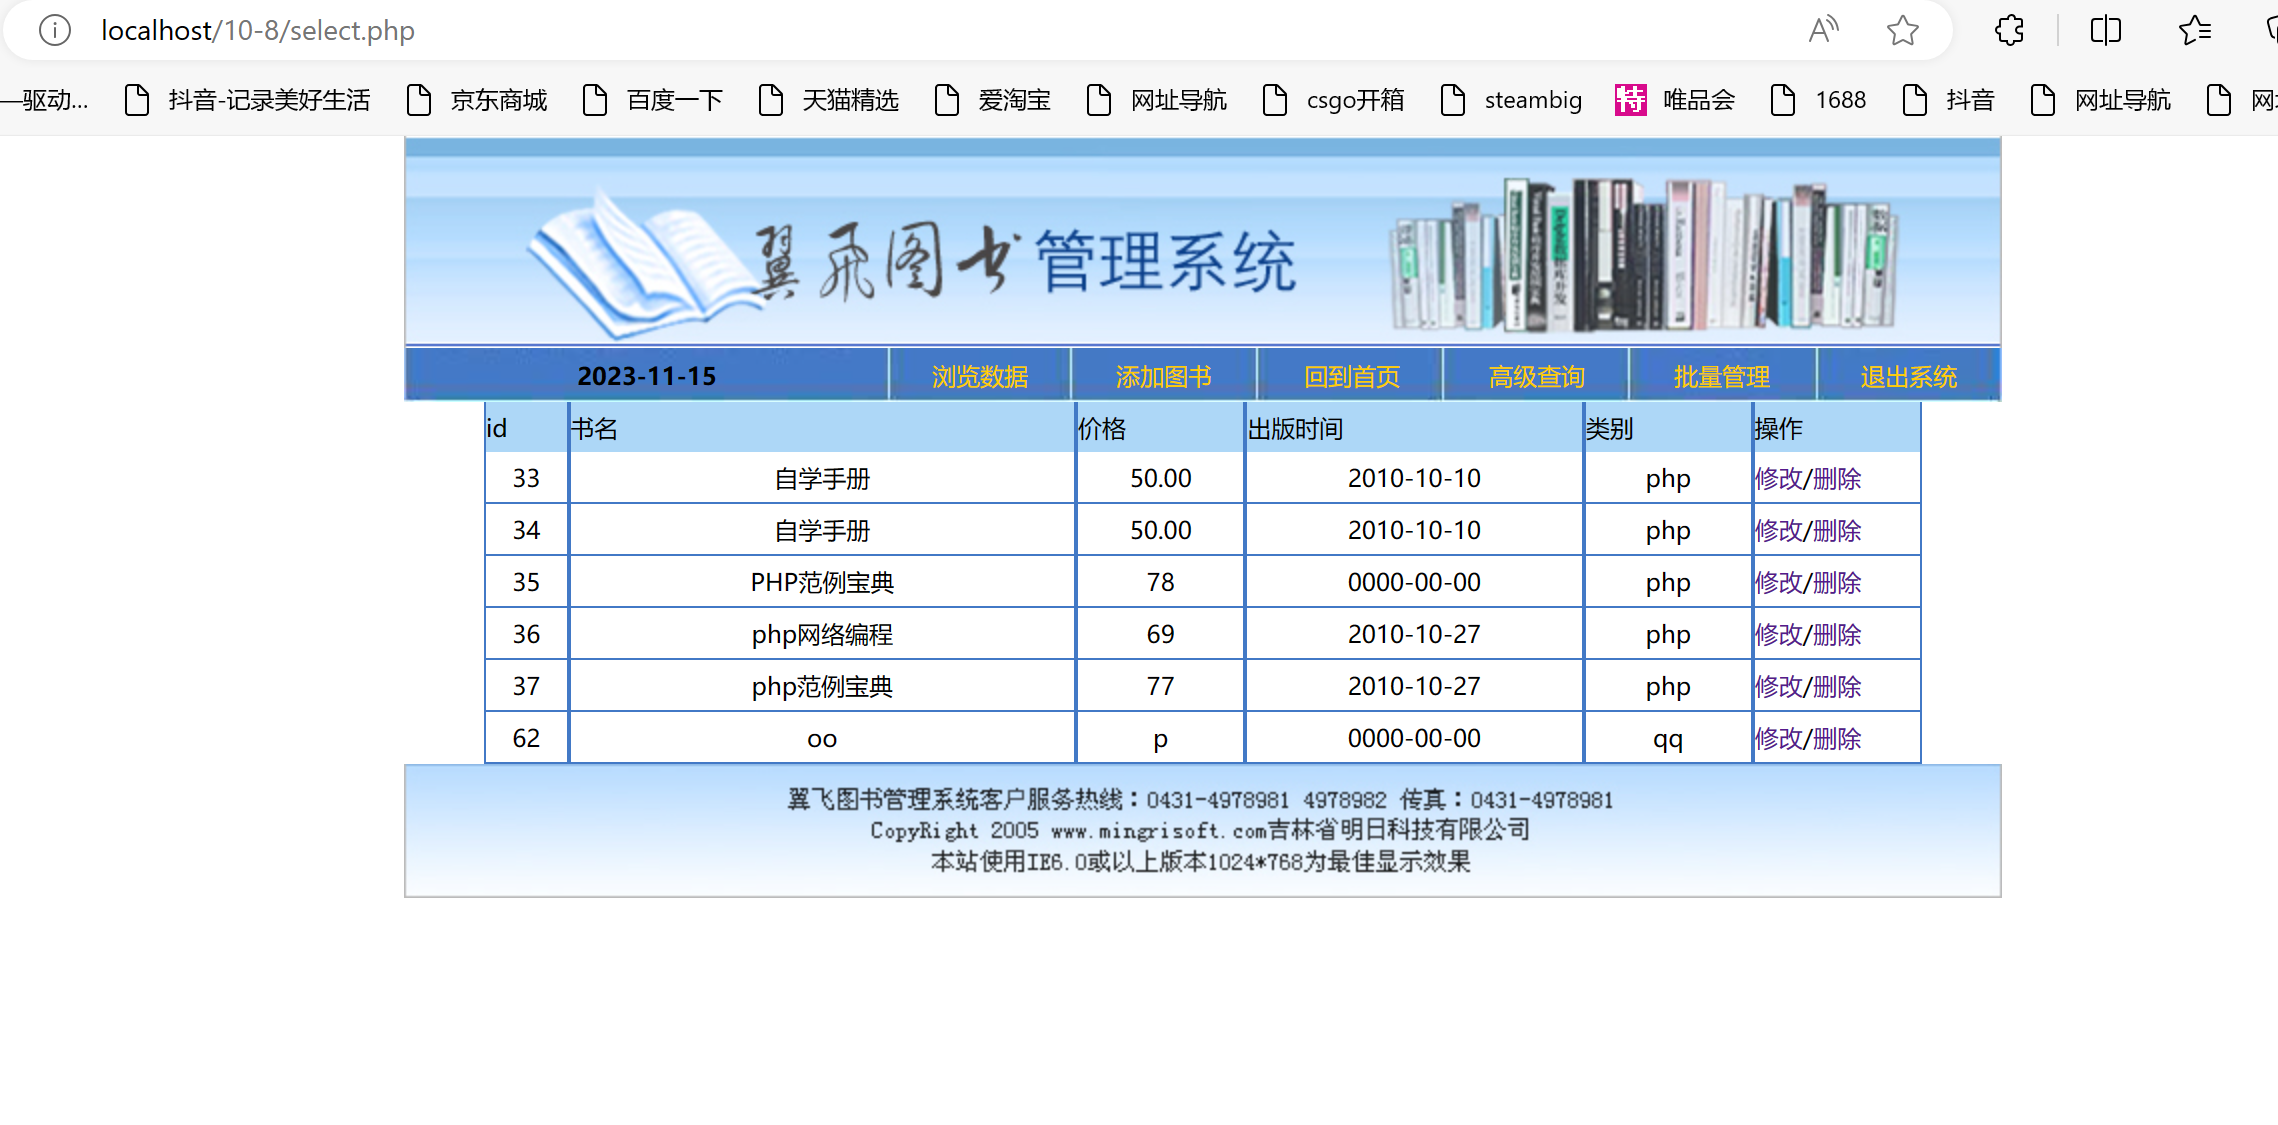 localhost/10-8/select.php
—驱动... 抖音-记录美好生活 京东商城 百度一下 天猫精选 爱淘宝 网址导航 csgo开箱 steambig 特 唯品会 1688 抖音 网址导航
翼飞图书管理系统
2023-11-15 浏览数据 添加图书 回到首页 高级查询 批量管理 退出系统
id 书名 价格 出版时间 类别 操作
33 自学手册 50.00 2010-10-10 php 修改/删除
34 自学手册 50.00 2010-10-10 php 修改/删除
35 PHP范例宝典 78 0000-00-00 php 修改/删除
36 php网络编程 69 2010-10-27 php 修改/删除
37 php范例宝典 77 2010-10-27 php 修改/删除
62 oo p 0000-00-00 qq 修改/删除
翼飞图书管理系统客户服务热线：0431-4978981 4978982 传真：0431-4978981
CopyRight 2005 www.mingrisoft.com吉林省明日科技有限公司
本站使用IE6.0或以上版本1024*768为最佳显示效果